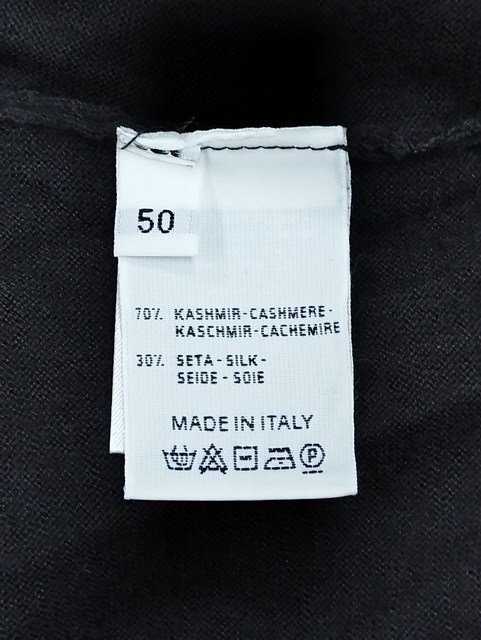 50
70% KASHMIR-CASHMERE-
KASCHMIR-CACHEMIRE
30% SETA-SILK-
SEIDE-SOIE
MADE IN ITALY
P